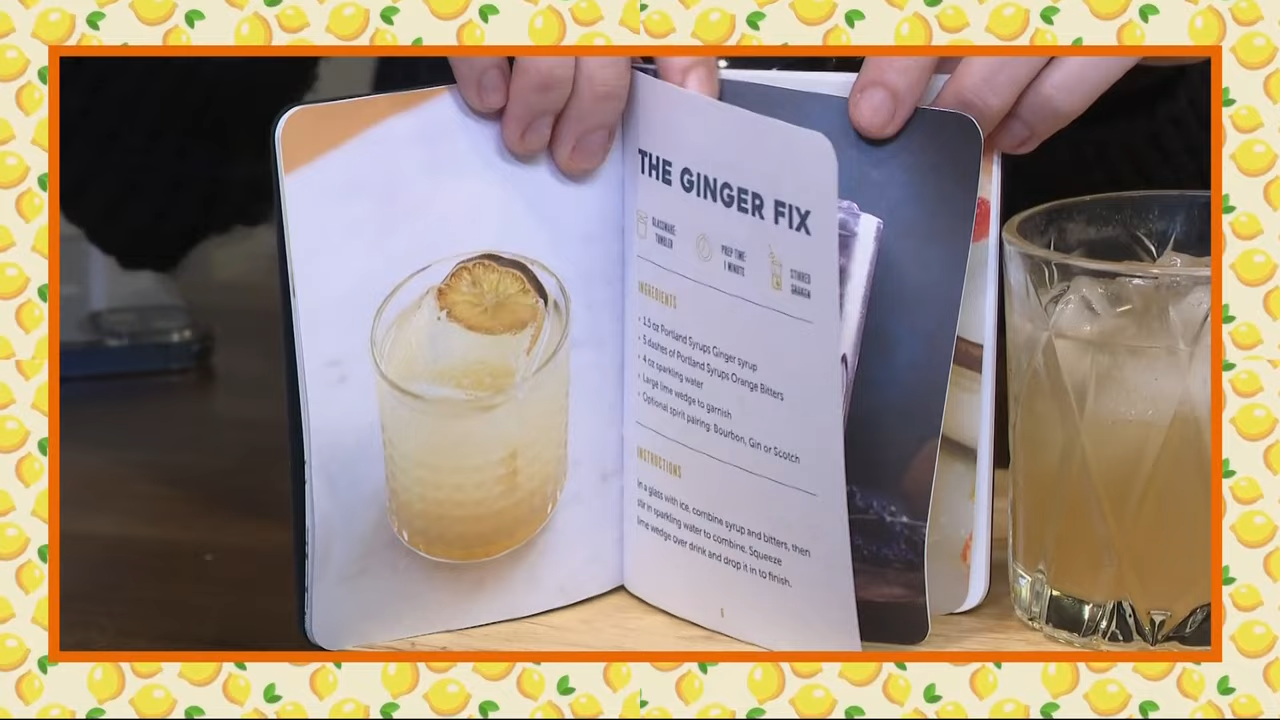 THE GINGER FIX
GLASSWARE:
TUMBLER
PREP TIME:
1 MINUTE
STIRRED
SHAKEN
INGREDIENTS
• 1.5 oz Portland Syrups Ginger syrup
• 5 dashes of Portland Syrups Orange Bitters
• 4 oz sparkling water
• Large lime wedge to garnish
• Optional spirit pairing: Bourbon, Gin or Scotch
INSTRUCTIONS
In a glass with ice, combine syrup and bitters, then
stir in sparkling water to combine. Squeeze
lime wedge over drink and drop it in to finish.